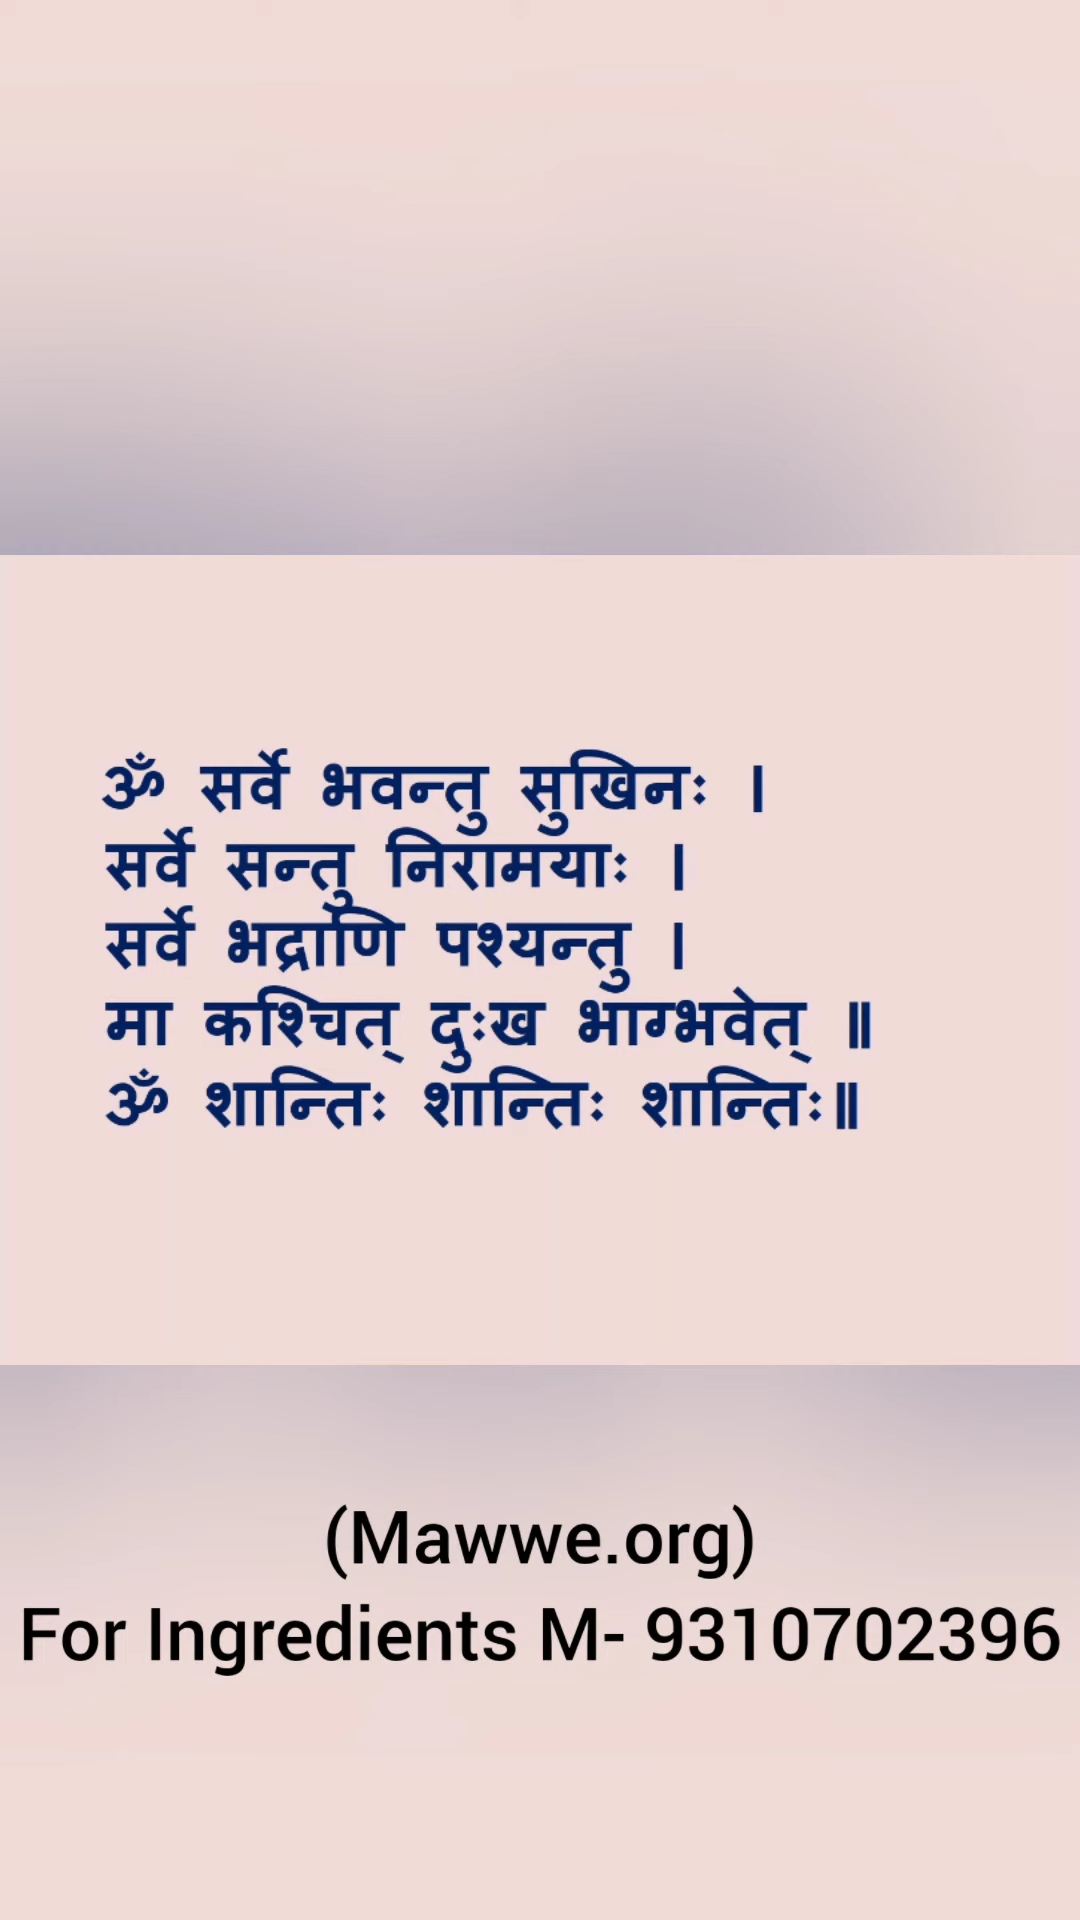 ॐ सर्वे भवन्तु सुखिनः ।
सर्वे सन्तु निरामयाः ।
सर्वे भद्राणि पश्यन्तु ।
मा कश्चित् दुःख भाग्भवेत् ॥
ॐ शान्तिः शान्तिः शान्तिः॥
(Mawwe.org)
For Ingredients M- 9310702396